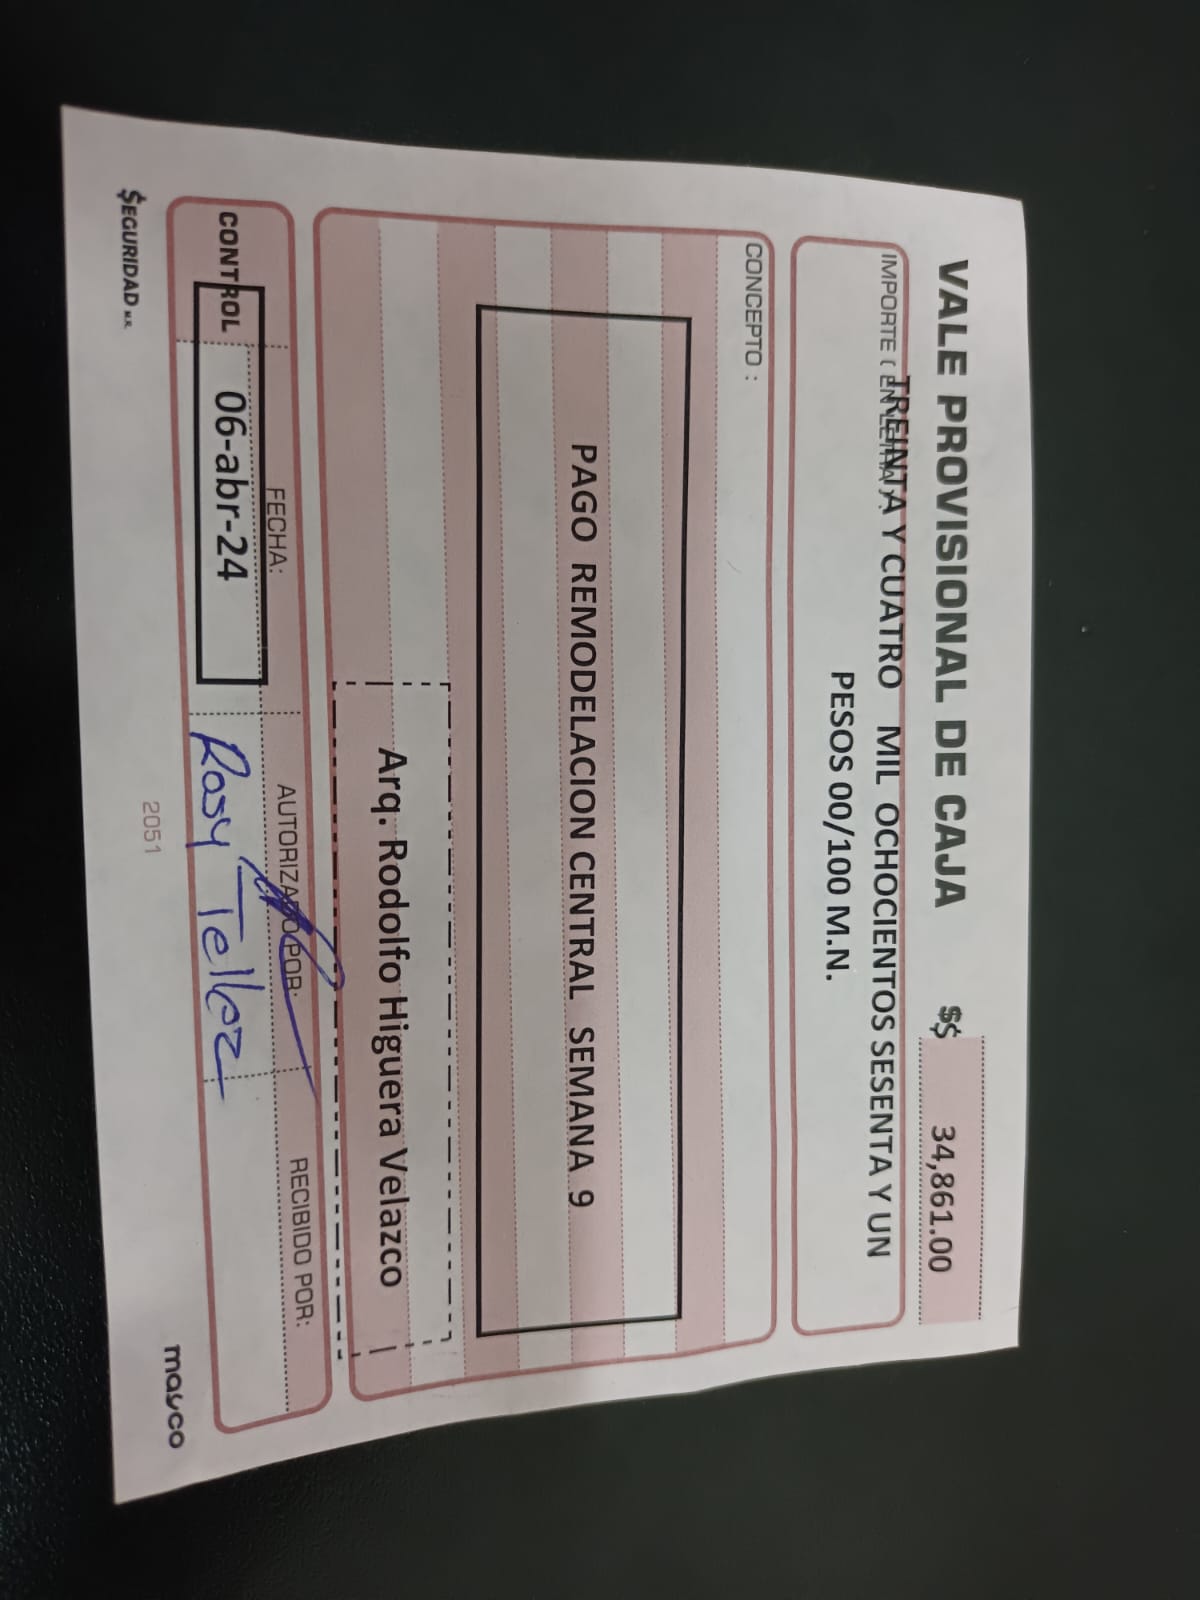 VALE PROVISIONAL DE CAJA $$ 34,861.00
IMPORTE ( EN LETRA ) : TREINTA Y CUATRO MIL OCHOCIENTOS SESENTA Y UN
PESOS 00/100 M.N.
CONCEPTO :
PAGO REMODELACION CENTRAL SEMANA 9
Arq. Rodolfo Higuera Velazco
FECHA: AUTORIZADO POR: RECIBIDO POR:
CONTROL 06-abr-24 Rosy Tellez
2051 masco
$EGURIDAD M.R.